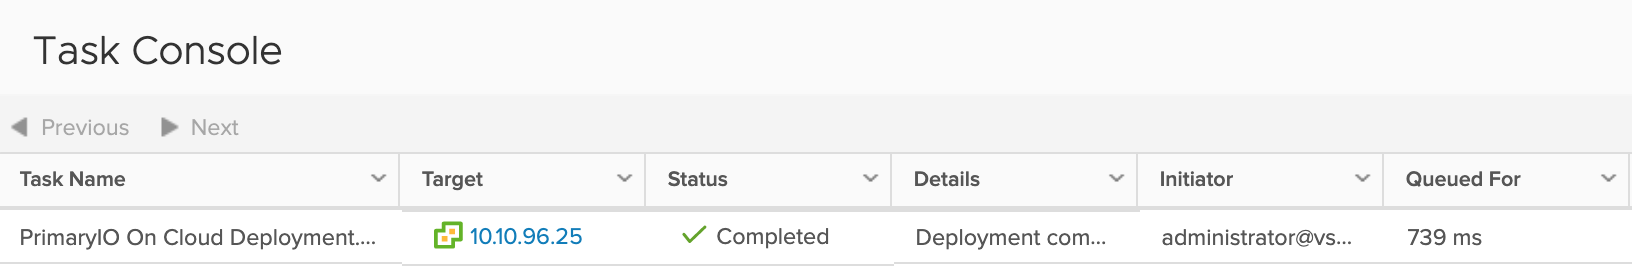 Task Console
Previous Next
Task Name Target Status Details Initiator Queued For
PrimaryIO On Cloud Deployment.... 10.10.96.25 Completed Deployment com... administrator@vs... 739 ms